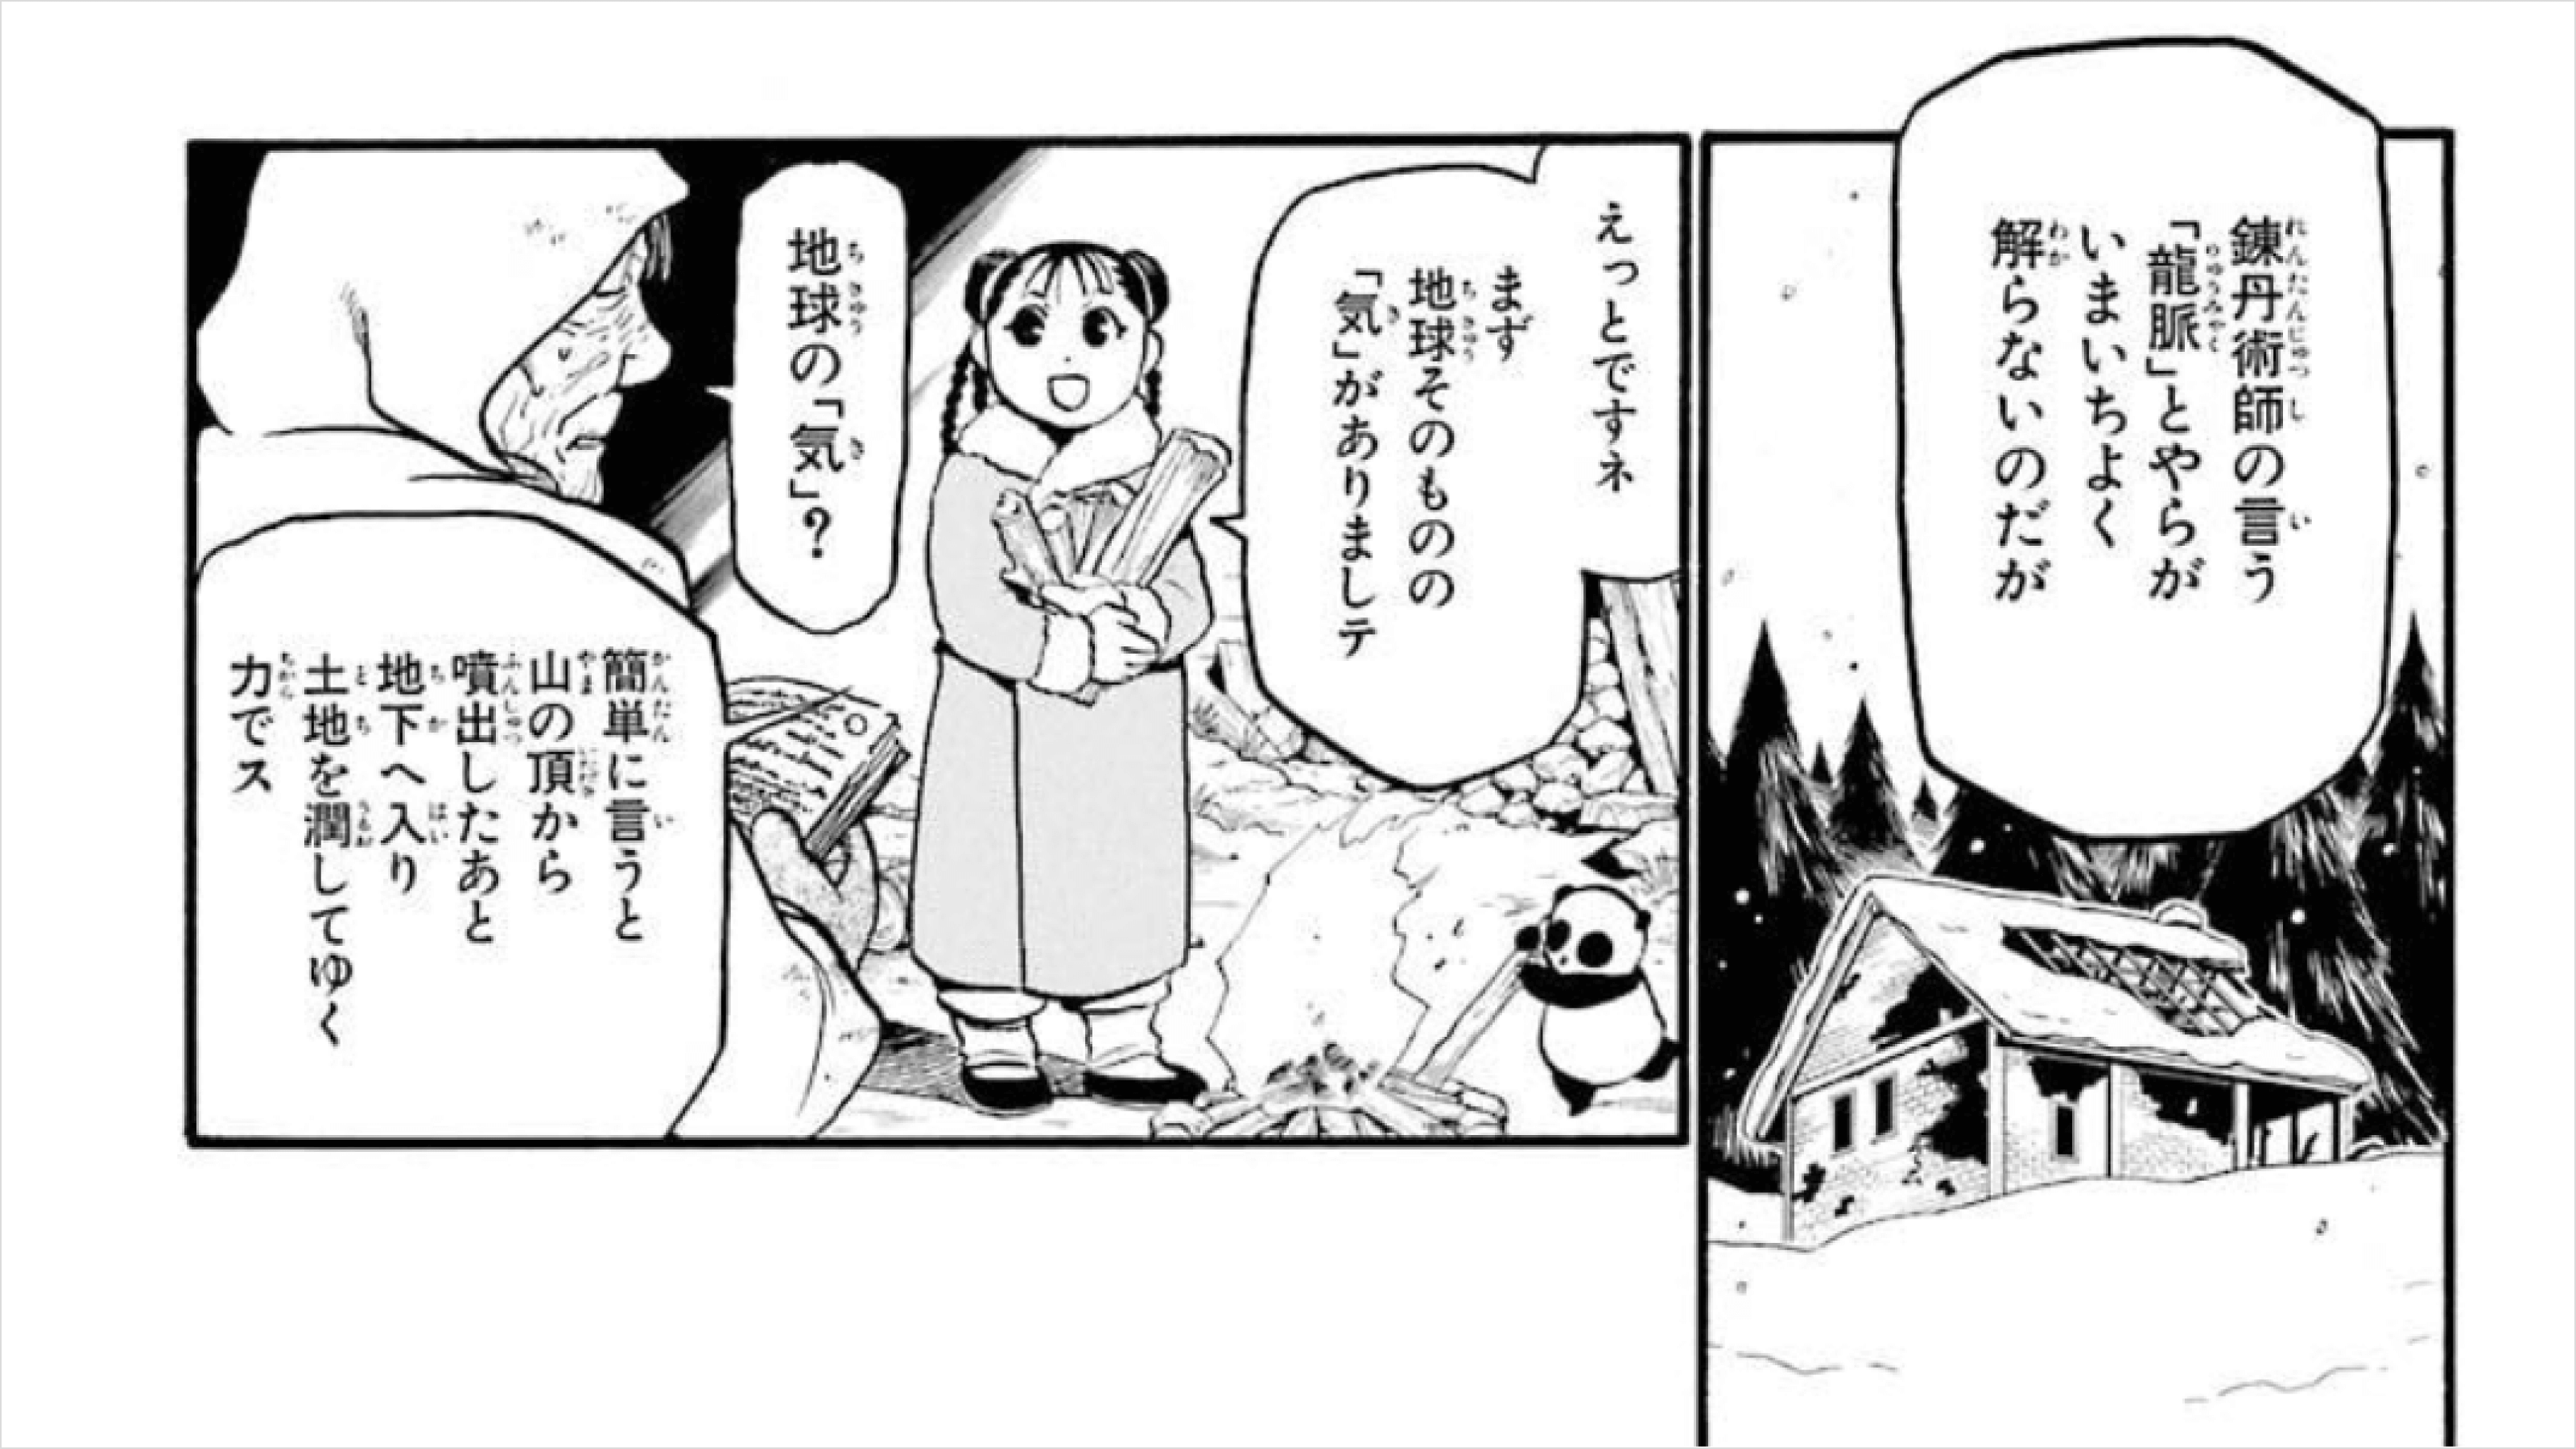 錬丹術師の言う
「龍脈」とやらが
いまいちよく
解らないのだが
えっとですネ
まず
地球そのものの
「気」がありましテ
地球の「気」?
簡単に言うと
山の頂から
噴出したあと
地下へ入り
土地を潤してゆく
力でス